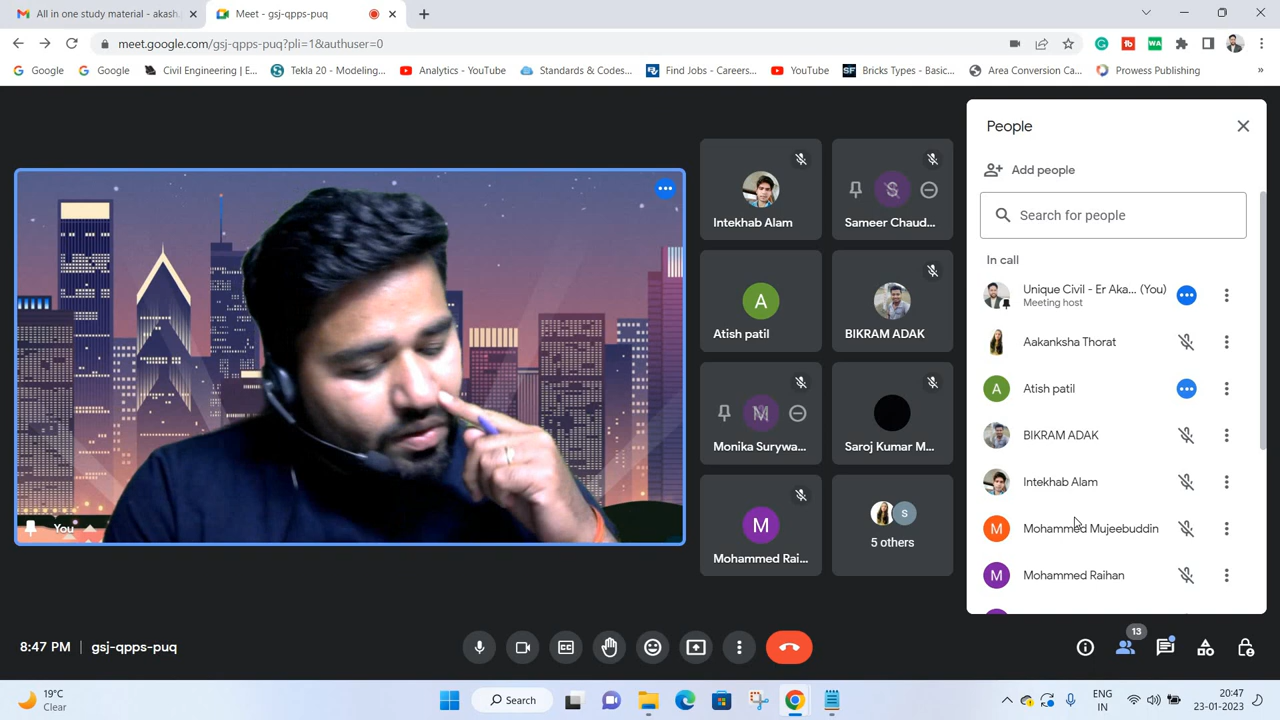 All in one study material - akash.
Meet - gsj-qpps-puq
meet.google.com/gsj-qpps-puq?pli=1&authuser=0
Google
Google
Civil Engineering | E...
Tekla 20 - Modeling...
Analytics - YouTube
Standards & Codes...
Find Jobs - Careers...
YouTube
Bricks Types - Basic...
Area Conversion Ca...
Prowess Publishing
»
You
Intekhab Alam
S
Sameer Chaud...
A
Atish patil
BIKRAM ADAK
M
Monika Surywa...
Saroj Kumar M...
M
Mohammed Rai...
S
5 others
People
Add people
Search for people
In call
Unique Civil - Er Aka... (You)
Meeting host
Aakanksha Thorat
A
Atish patil
BIKRAM ADAK
Intekhab Alam
M
Mohammed Mujeebuddin
M
Mohammed Raihan
8:47 PM | gsj-qpps-puq
CC
13
19°C
Clear
Search
ENG
IN
20:47
23-01-2023